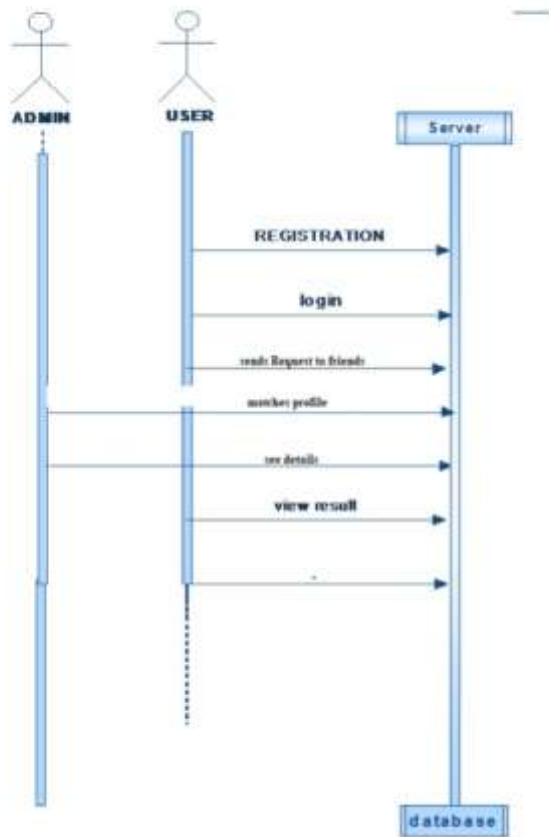 ADMIN
USER
Server
REGISTRATION
login
sends Request to friends
matches profile
see details
view result
database